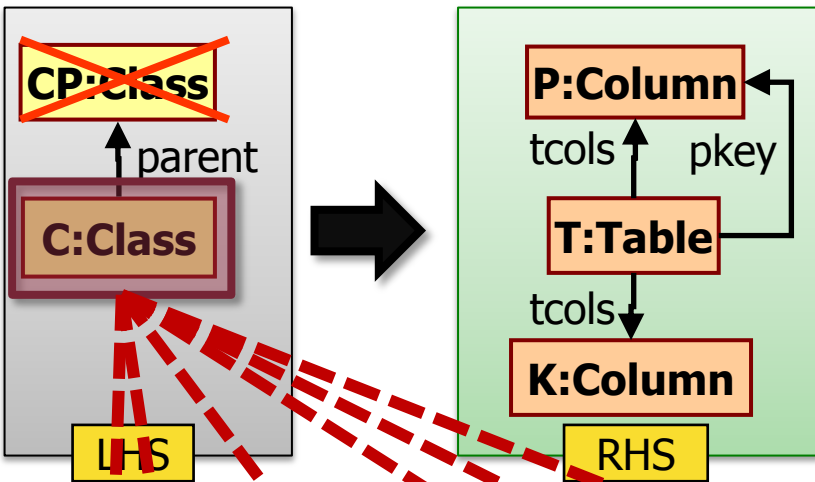 CP:Class
parent
C:Class
LHS
P:Column
tcols
pkey
T:Table
tcols
K:Column
RHS